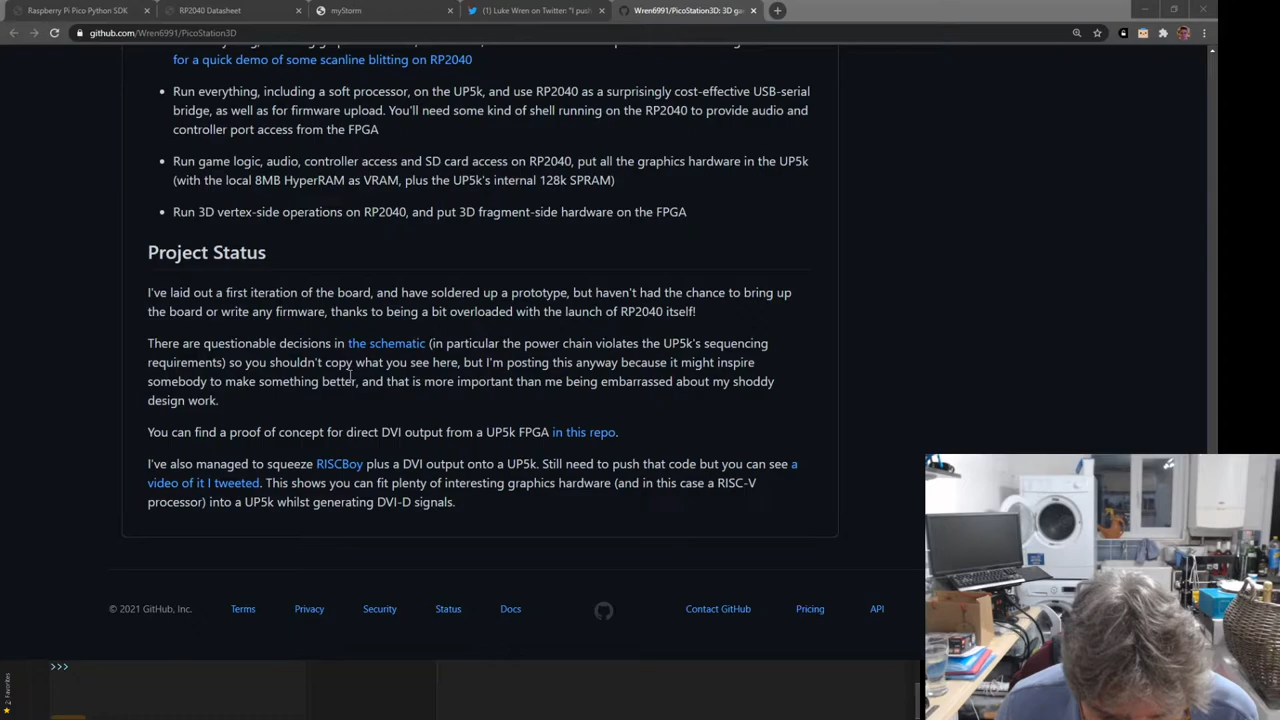 Raspberry Pi Pico Python SDK
RP2040 Datasheet
myStorm
(1) Luke Wren on Twitter: "I push
Wren6991/PicoStation3D: 3D ga
github.com/Wren6991/PicoStation3D
for a quick demo of some scanline blitting on RP2040
Run everything, including a soft processor, on the UP5k, and use RP2040 as a surprisingly cost-effective USB-serial
bridge, as well as for firmware upload. You'll need some kind of shell running on the RP2040 to provide audio and
controller port access from the FPGA
Run game logic, audio, controller access and SD card access on RP2040, put all the graphics hardware in the UP5k
(with the local 8MB HyperRAM as VRAM, plus the UP5k's internal 128k SPRAM)
Run 3D vertex-side operations on RP2040, and put 3D fragment-side hardware on the FPGA
Project Status
I've laid out a first iteration of the board, and have soldered up a prototype, but haven't had the chance to bring up
the board or write any firmware, thanks to being a bit overloaded with the launch of RP2040 itself!
There are questionable decisions in the schematic (in particular the power chain violates the UP5k's sequencing
requirements) so you shouldn't copy what you see here, but I'm posting this anyway because it might inspire
somebody to make something better, and that is more important than me being embarrassed about my shoddy
design work.
You can find a proof of concept for direct DVI output from a UP5k FPGA in this repo.
I've also managed to squeeze RISCBoy plus a DVI output onto a UP5k. Still need to push that code but you can see a
video of it I tweeted. This shows you can fit plenty of interesting graphics hardware (and in this case a RISC-V
processor) into a UP5k whilst generating DVI-D signals.
© 2021 GitHub, Inc.
Terms
Privacy
Security
Status
Docs
Contact GitHub
Pricing
API
>>>
2: Favorites